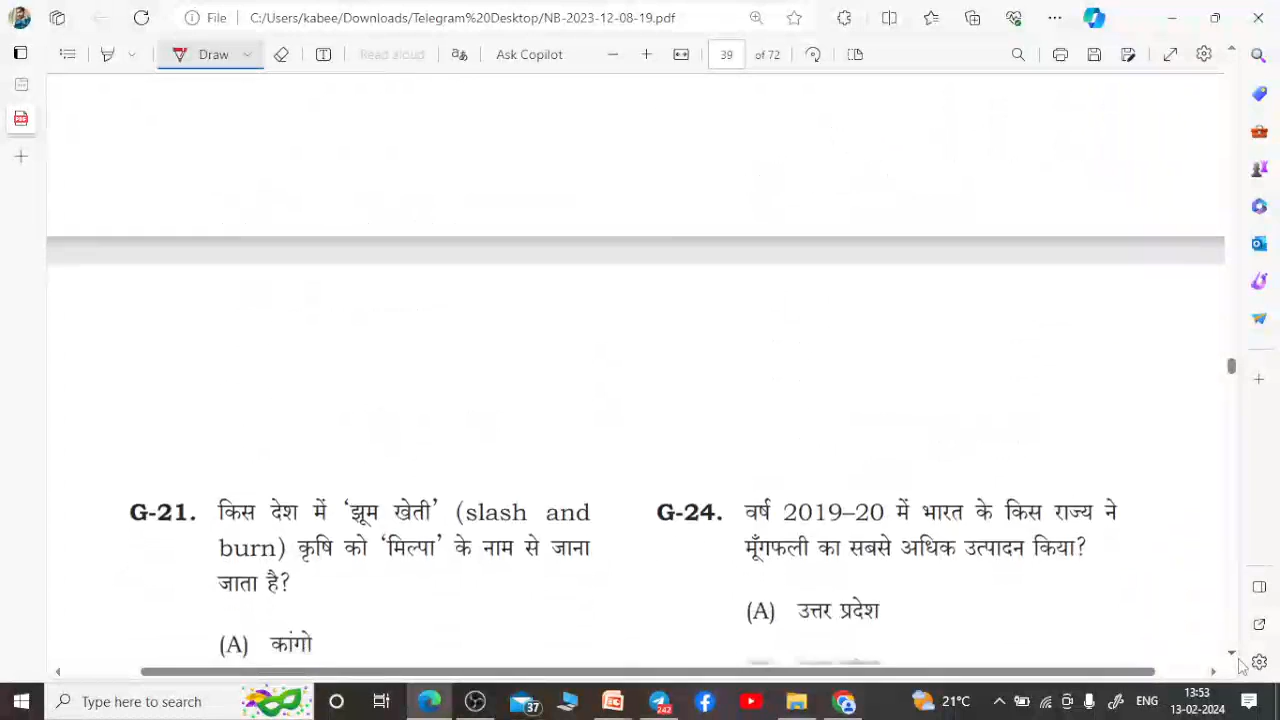 File
C:/Users/kabee/Downloads/Telegram%20Desktop/NB-2023-12-08-19.pdf
Draw
Read aloud
Ask Copilot
39
of 72
G-21. किस देश में ‘झूम खेती’ (slash and
burn) कृषि को ‘मिल्पा’ के नाम से जाना
जाता है?
(A) कांगो
G-24. वर्ष 2019–20 में भारत के किस राज्य ने
मूँगफली का सबसे अधिक उत्पादन किया?
(A) उत्तर प्रदेश
Type here to search
37
242
21°C
ENG
13:53
13-02-2024